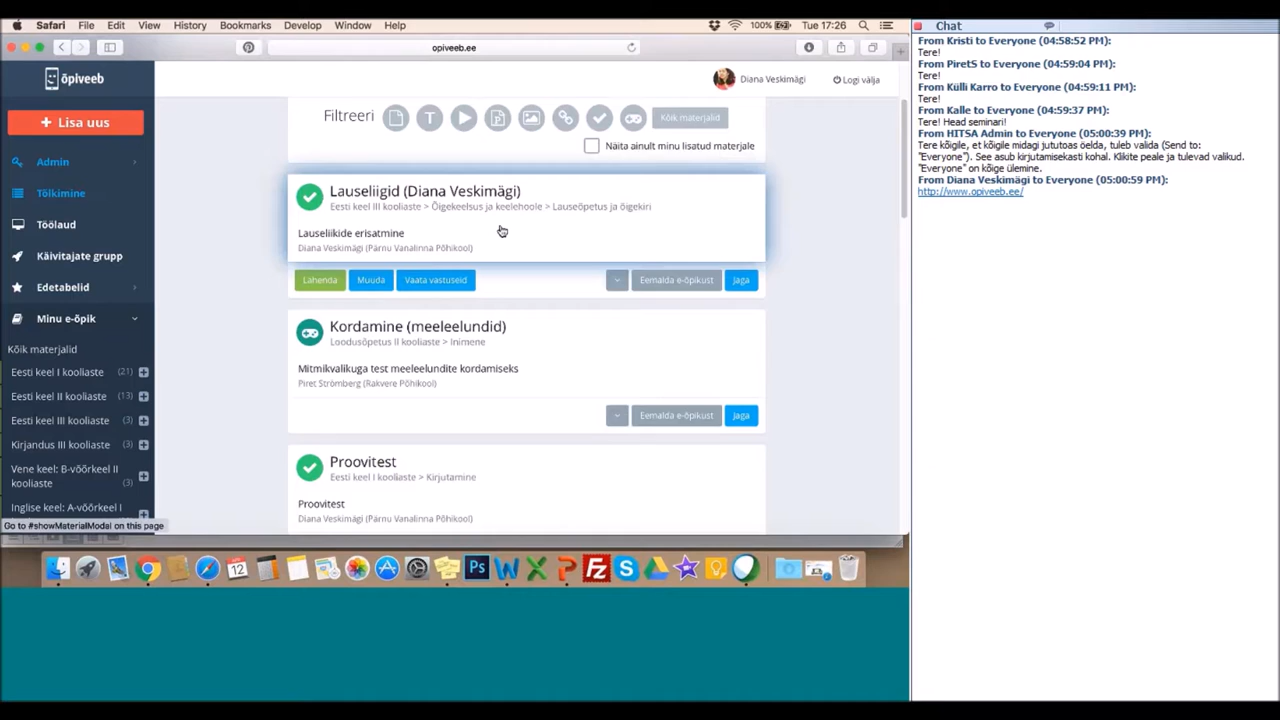 Safari File Edit View History Bookmarks Develop Window Help 100% Tue 17:26
opiveeb.ee
õpiveeb
Diana Veskimägi Logi välja
+ Lisa uus
Admin
Tõlkimine
Töölaud
Käivitajate grupp
Edetabelid
Minu e-õpik
Kõik materjalid
Eesti keel I kooliaste (21)
Eesti keel II kooliaste (13)
Eesti keel III kooliaste (3)
Kirjandus III kooliaste (3)
Vene keel: B-võõrkeel II
kooliaste (3)
Inglise keel: A-võõrkeel I
Go to #showMaterialModal on this page
Filtreeri T Kõik materjalid
Näita ainult minu lisatud materjale
Lauseliigid (Diana Veskimägi)
Eesti keel III kooliaste > Õigekeelsus ja keelehoole > Lauseõpetus ja õigekiri
Lauseliikide erisatmine
Diana Veskimägi (Pärnu Vanalinna Põhikool)
Lahenda Muuda Vaata vastuseid Eemalda e-õpikust Jaga
Kordamine (meeleelundid)
Loodusõpetus II kooliaste > Inimene
Mitmikvalikuga test meeleelundite kordamiseks
Piret Strömberg (Rakvere Põhikool)
Eemalda e-õpikust Jaga
Proovitest
Eesti keel I kooliaste > Kirjutamine
Proovitest
Diana Veskimägi (Pärnu Vanalinna Põhikool)
12 Ps Fz
Chat
From Kristi to Everyone (04:58:52 PM):
Tere!
From PiretS to Everyone (04:59:04 PM):
Tere!
From Külli Karro to Everyone (04:59:11 PM):
Tere!
From Kalle to Everyone (04:59:37 PM):
Tere! Head seminari!
From HITSA Admin to Everyone (05:00:39 PM):
Tere kõigile, et kõigile midagi jututoas öelda, tuleb valida (Send to:
"Everyone"). See asub kirjutamisekasti kohal. Klikite peale ja tulevad valikud.
"Everyone" on kõige ülemine.
From Diana Veskimägi to Everyone (05:00:59 PM):
http://www.opiveeb.ee/